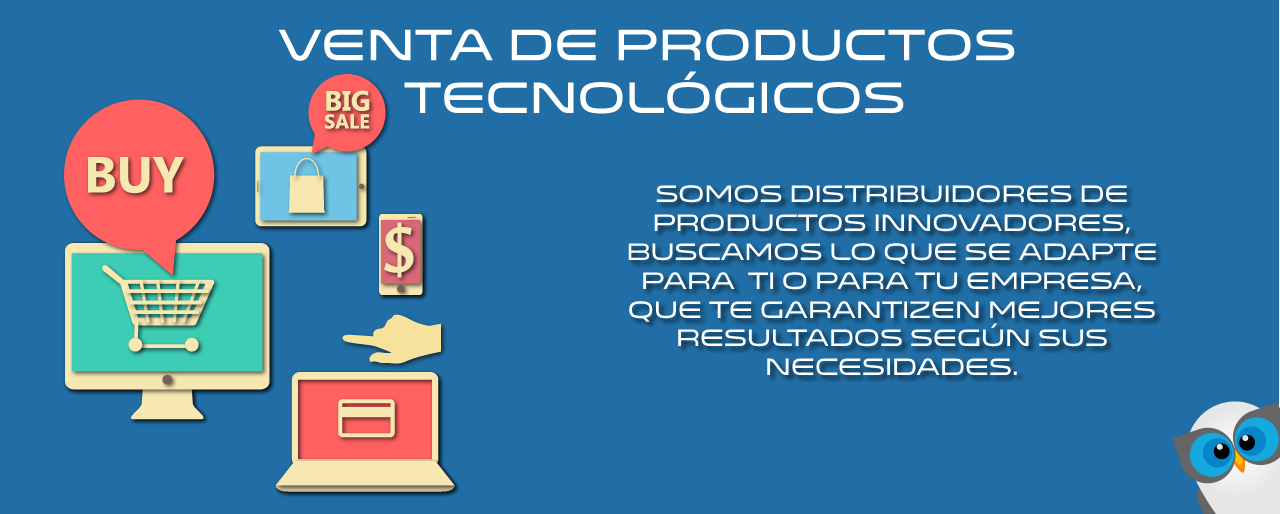 VENTA DE PRODUCTOS
TECNOLÓGICOS
BIG
SALE
BUY
$
SOMOS DISTRIBUIDORES DE
PRODUCTOS INNOVADORES,
BUSCAMOS LO QUE SE ADAPTE
PARA TI O PARA TU EMPRESA,
QUE TE GARANTIZEN MEJORES
RESULTADOS SEGÚN SUS
NECESIDADES.